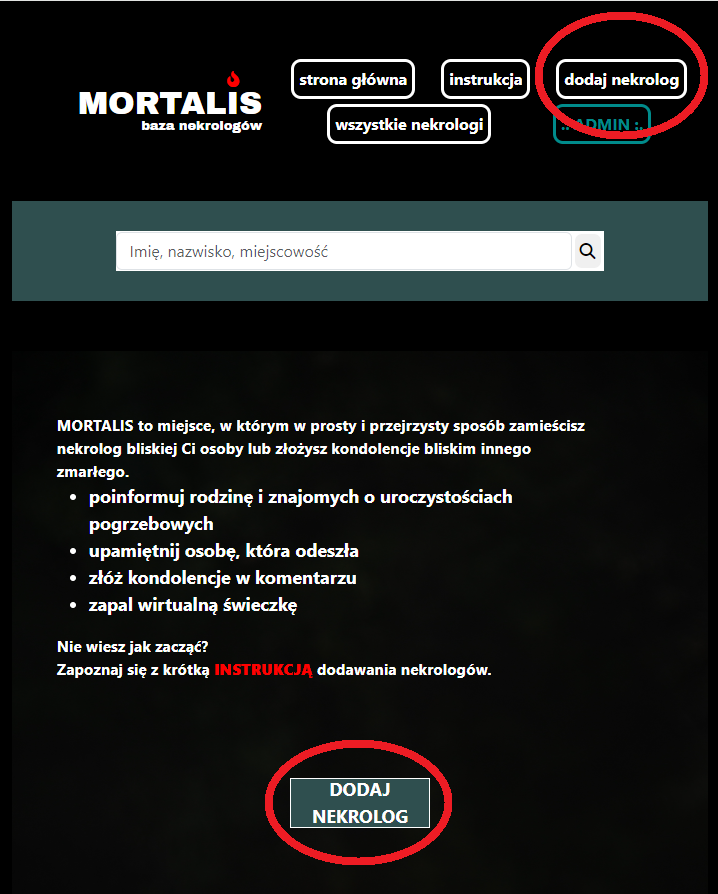 MORTALIS
baza nekrologów
strona główna
instrukcja
dodaj nekrolog
wszystkie nekrologi
.: ADMIN :.
Imię, nazwisko, miejscowość
MORTALIS to miejsce, w którym w prosty i przejrzysty sposób zamieścisz
nekrolog bliskiej Ci osoby lub złożysz kondolencje bliskim innego
zmarłego.
• poinformuj rodzinę i znajomych o uroczystościach
pogrzebowych
• upamiętnij osobę, która odeszła
• złóż kondolencje w komentarzu
• zapal wirtualną świeczkę
Nie wiesz jak zacząć?
Zapoznaj się z krótką INSTRUKCJĄ dodawania nekrologów.
DODAJ
NEKROLOG